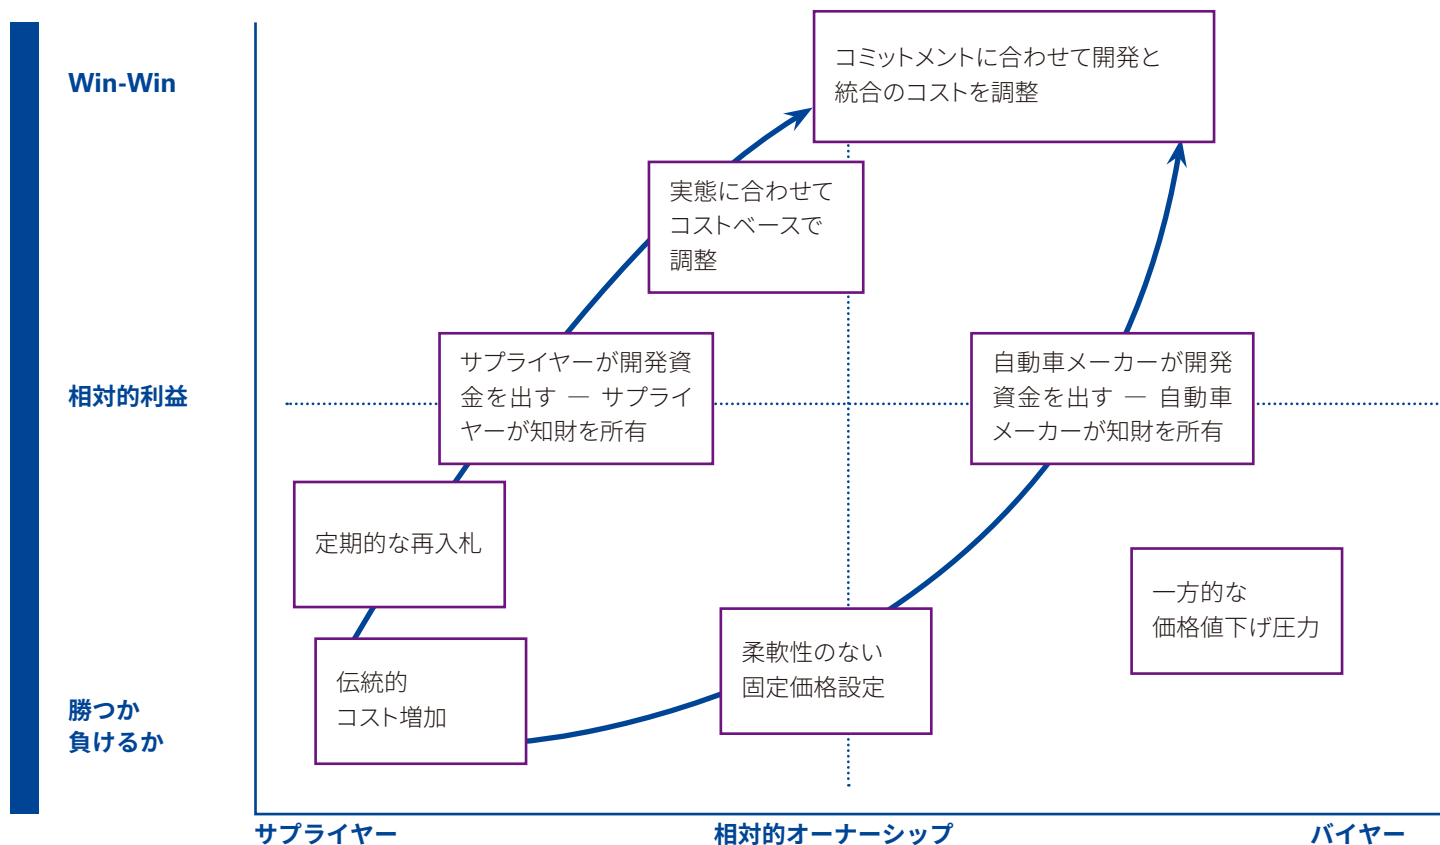 Win-Win
コミットメントに合わせて開発と
統合のコストを調整
実態に合わせて
コストベースで
調整
相対的利益
サプライヤーが開発資
金を出す ― サプライ
ヤーが知財を所有
自動車メーカーが開発
資金を出す ― 自動車
メーカーが知財を所有
定期的な再入札
一方的な
価格値下げ圧力
柔軟性のない
固定価格設定
伝統的
コスト増加
勝つか
負けるか
サプライヤー
相対的オーナーシップ
バイヤー